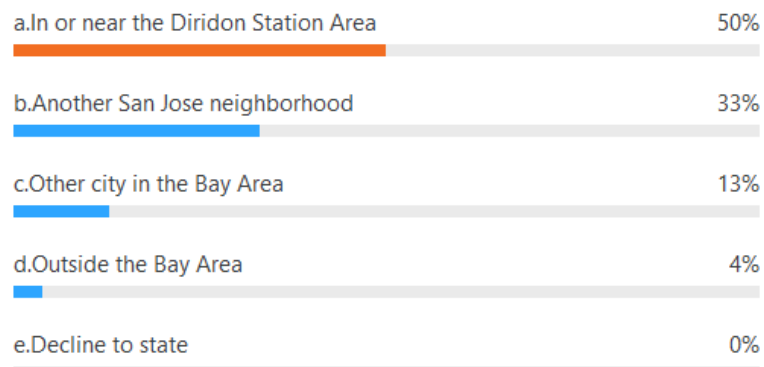 a.In or near the Diridon Station Area 50%
b.Another San Jose neighborhood 33%
c.Other city in the Bay Area 13%
d.Outside the Bay Area 4%
e.Decline to state 0%